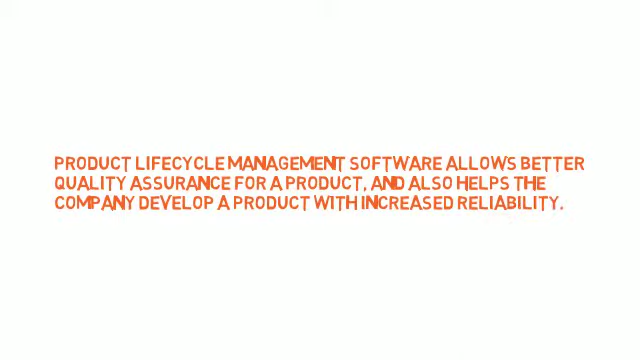 PRODUCT LIFECYCLE MANAGEMENT SOFTWARE ALLOWS BETTER
QUALITY ASSURANCE FOR A PRODUCT, AND ALSO HELPS THE
COMPANY DEVELOP A PRODUCT WITH INCREASED RELIABILITY.